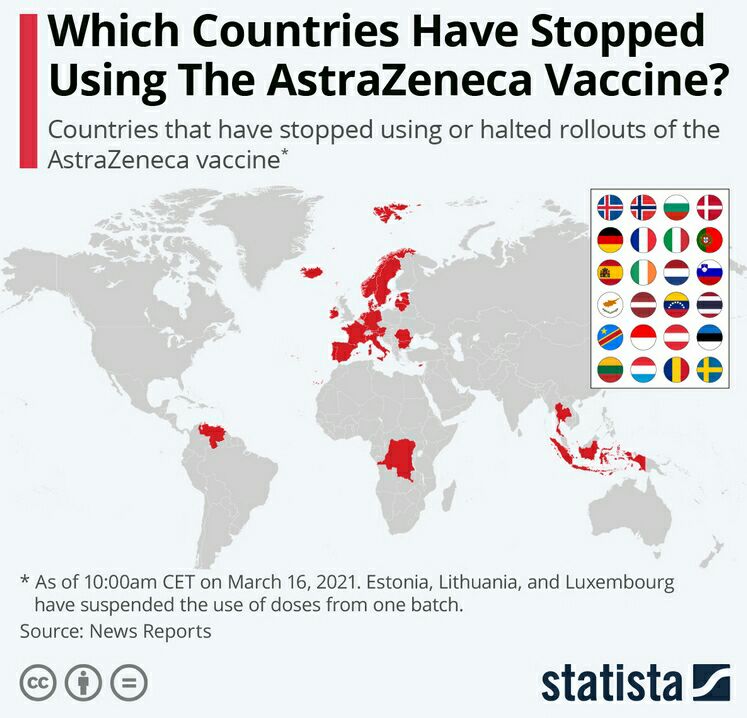 Which Countries Have Stopped
Using The AstraZeneca Vaccine?
Countries that have stopped using or halted rollouts of the
AstraZeneca vaccine*
* As of 10:00am CET on March 16, 2021. Estonia, Lithuania, and Luxembourg
have suspended the use of doses from one batch.
Source: News Reports
cc
statista